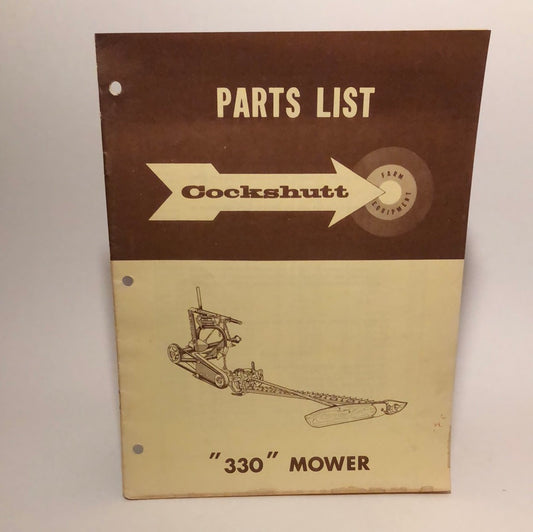 PARTS LIST
Cockshutt
FARM
EQUIPMENT
"330" MOWER